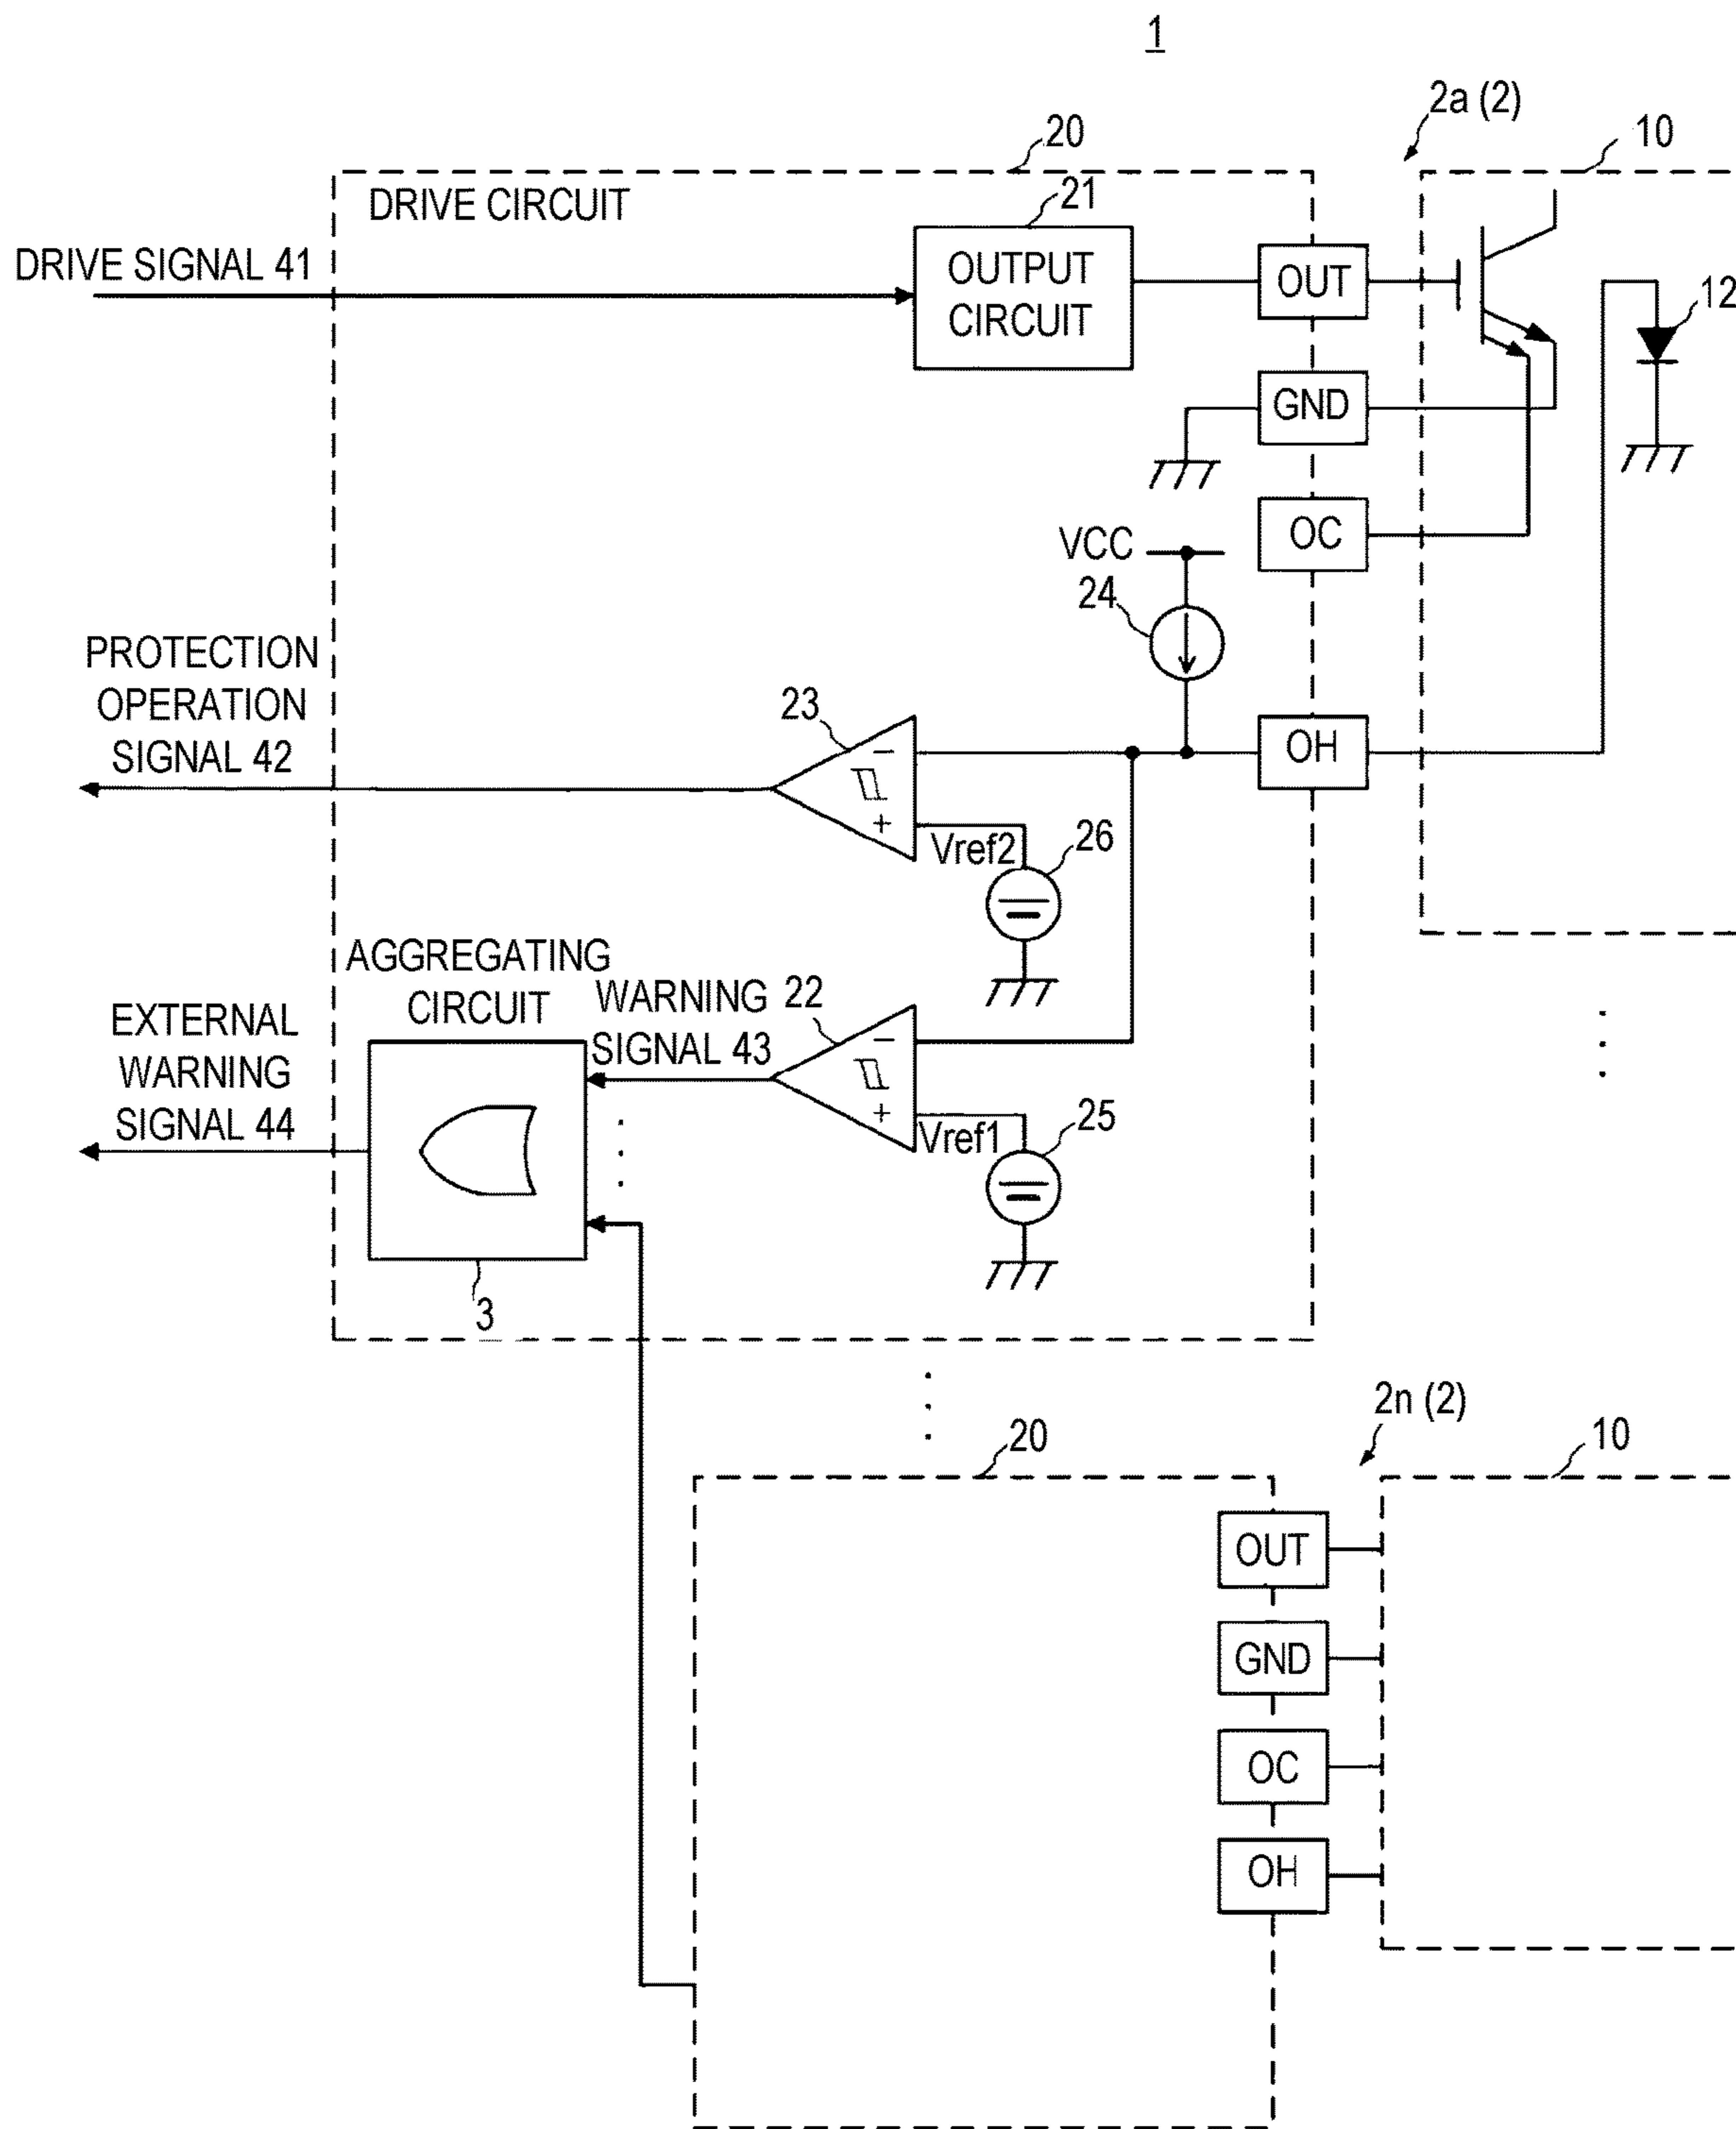 1
2a (2)
20
10
DRIVE CIRCUIT
21
DRIVE SIGNAL 41
OUTPUT
CIRCUIT
OUT
12
GND
OC
VCC
24
PROTECTION
OPERATION
SIGNAL 42
23
−
+
OH
Vref2
26
AGGREGATING
CIRCUIT
WARNING
SIGNAL 43
22
EXTERNAL
WARNING
SIGNAL 44
−
+
Vref1
25
3
2n (2)
20
10
OUT
GND
OC
OH